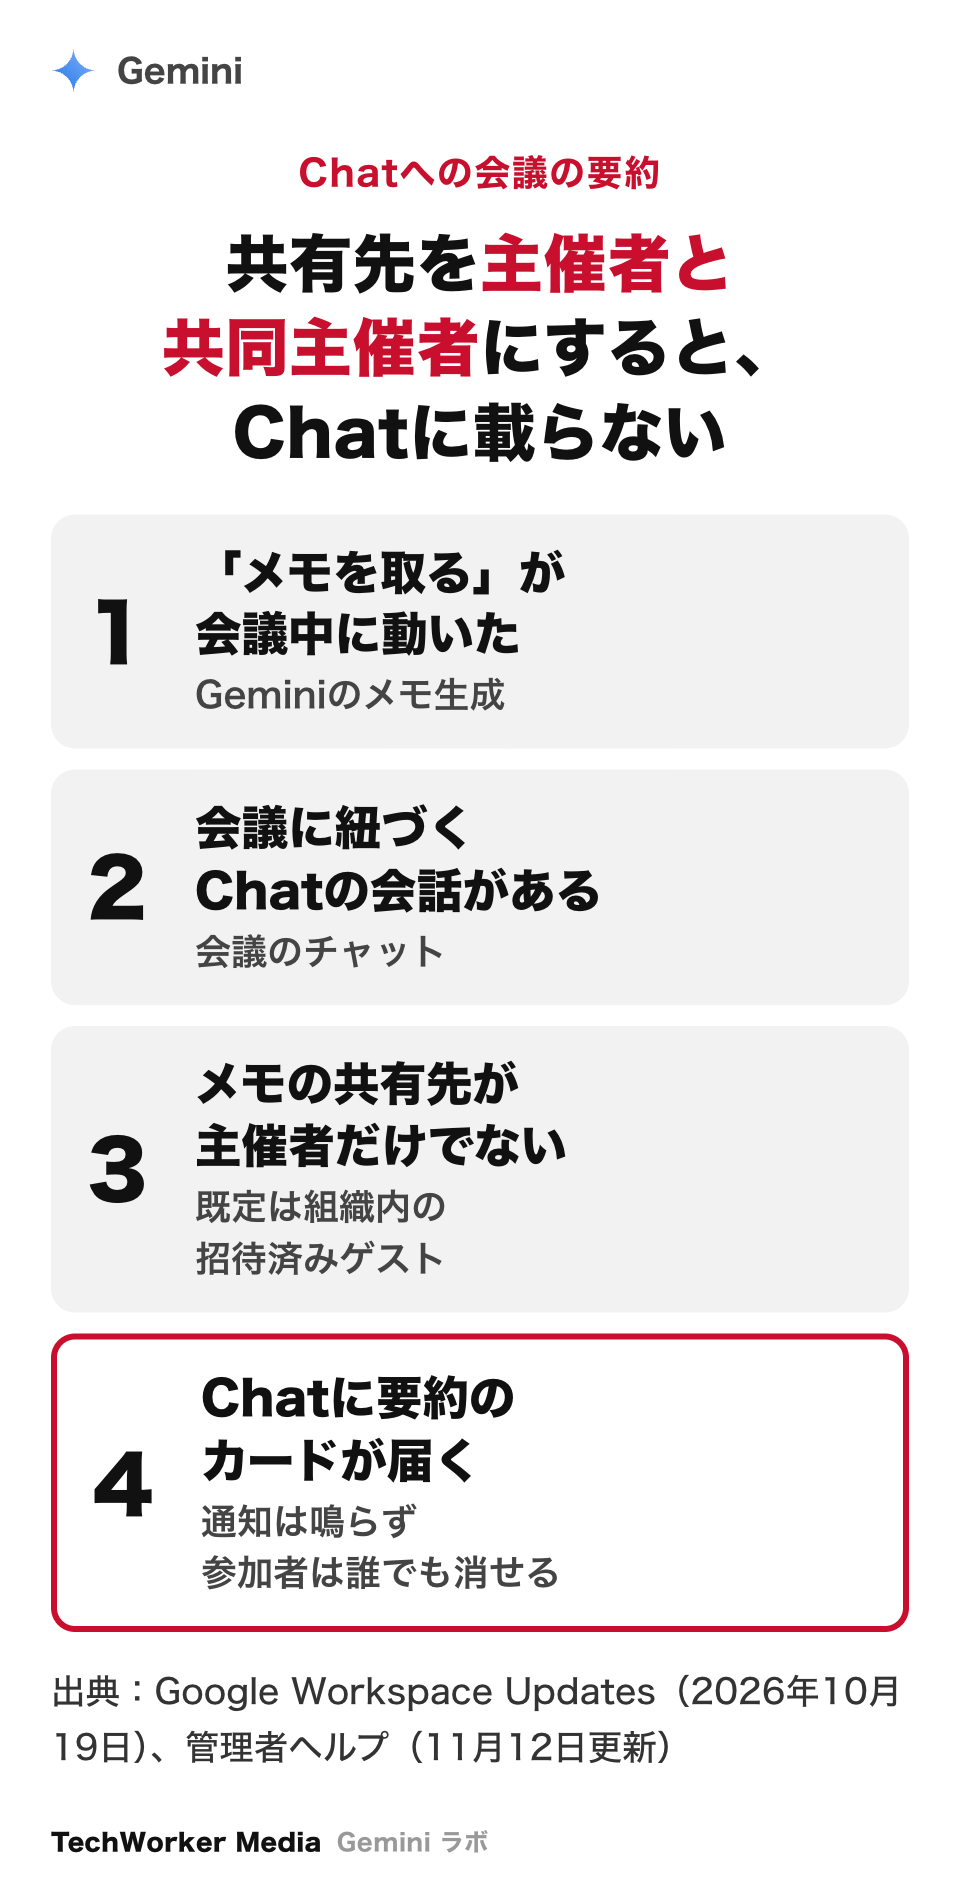 Gemini
Chatへの会議の要約
共有先を主催者と
共同主催者にすると、
Chatに載らない
1
「メモを取る」が
会議中に動いた
Geminiのメモ生成
2
会議に紐づく
Chatの会話がある
会議のチャット
3
メモの共有先が
主催者だけでない
既定は組織内の
招待済みゲスト
4
Chatに要約の
カードが届く
通知は鳴らず
参加者は誰でも消せる
出典：Google Workspace Updates（2026年10月
19日）、管理者ヘルプ（11月12日更新）
TechWorker Media Gemini ラボ